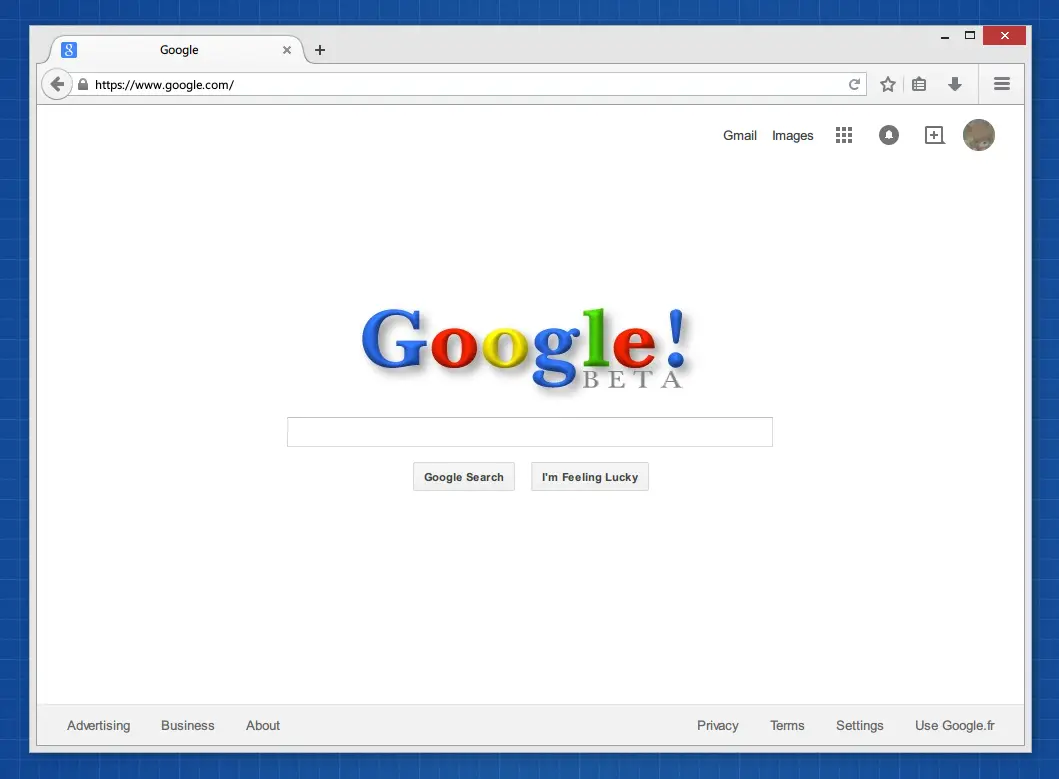 Google
https://www.google.com/
Gmail Images
Google!
BETA
Google Search I'm Feeling Lucky
Advertising Business About Privacy Terms Settings Use Google.fr